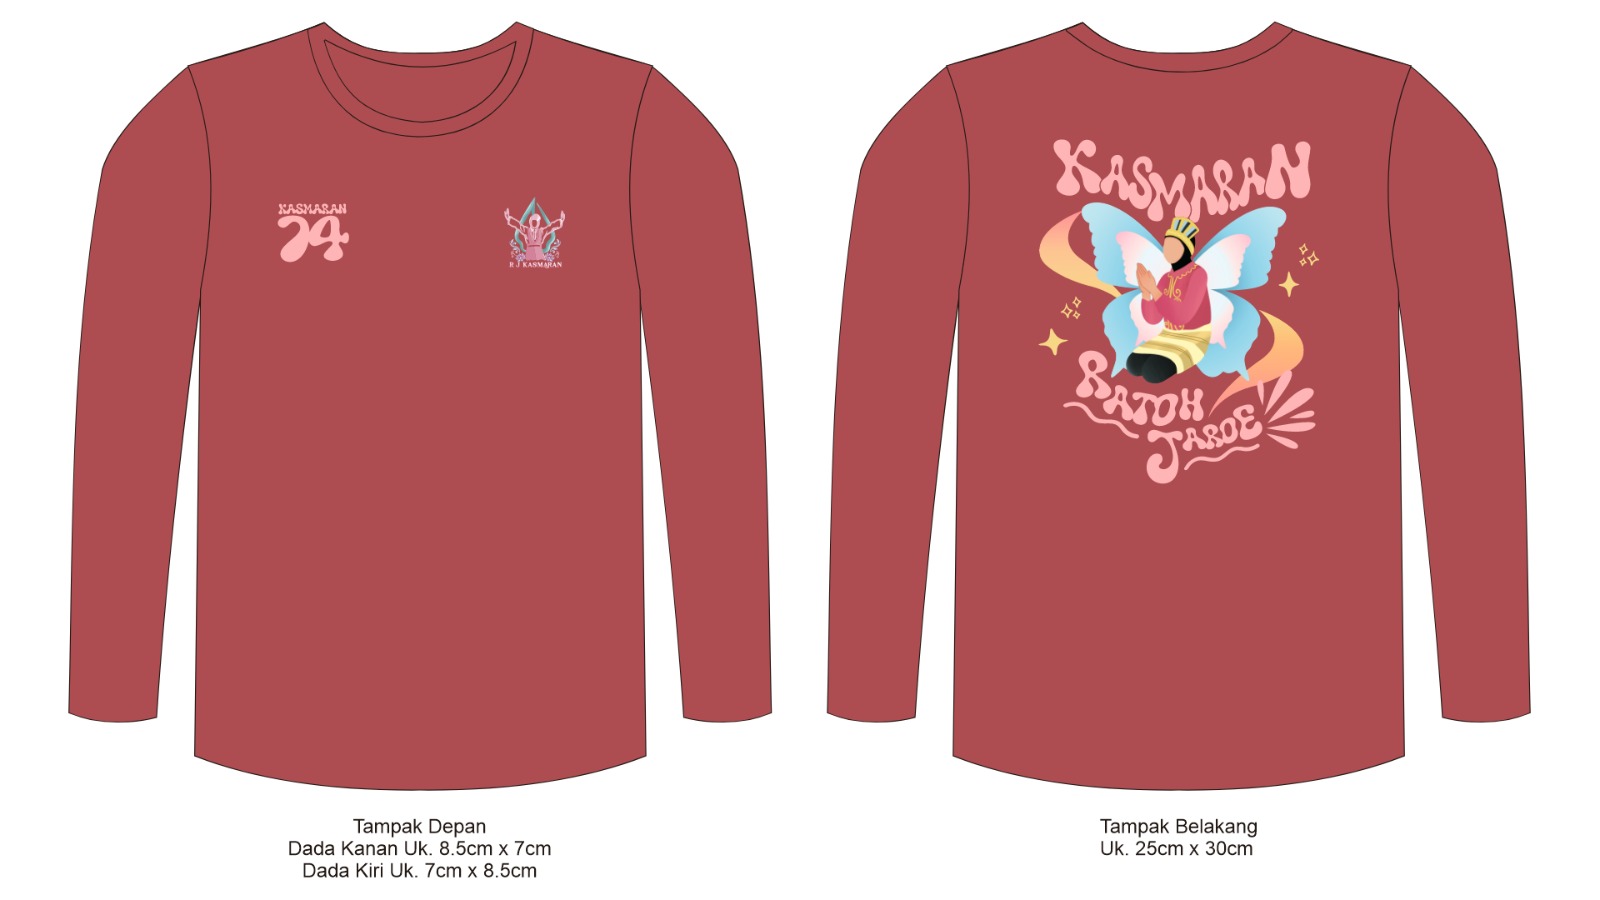 KASMARAN
24
R J KASMARAN
KASMARAN
RATOH
JAROE
Tampak Depan
Dada Kanan Uk. 8.5cm x 7cm
Dada Kiri Uk. 7cm x 8.5cm
Tampak Belakang
Uk. 25cm x 30cm